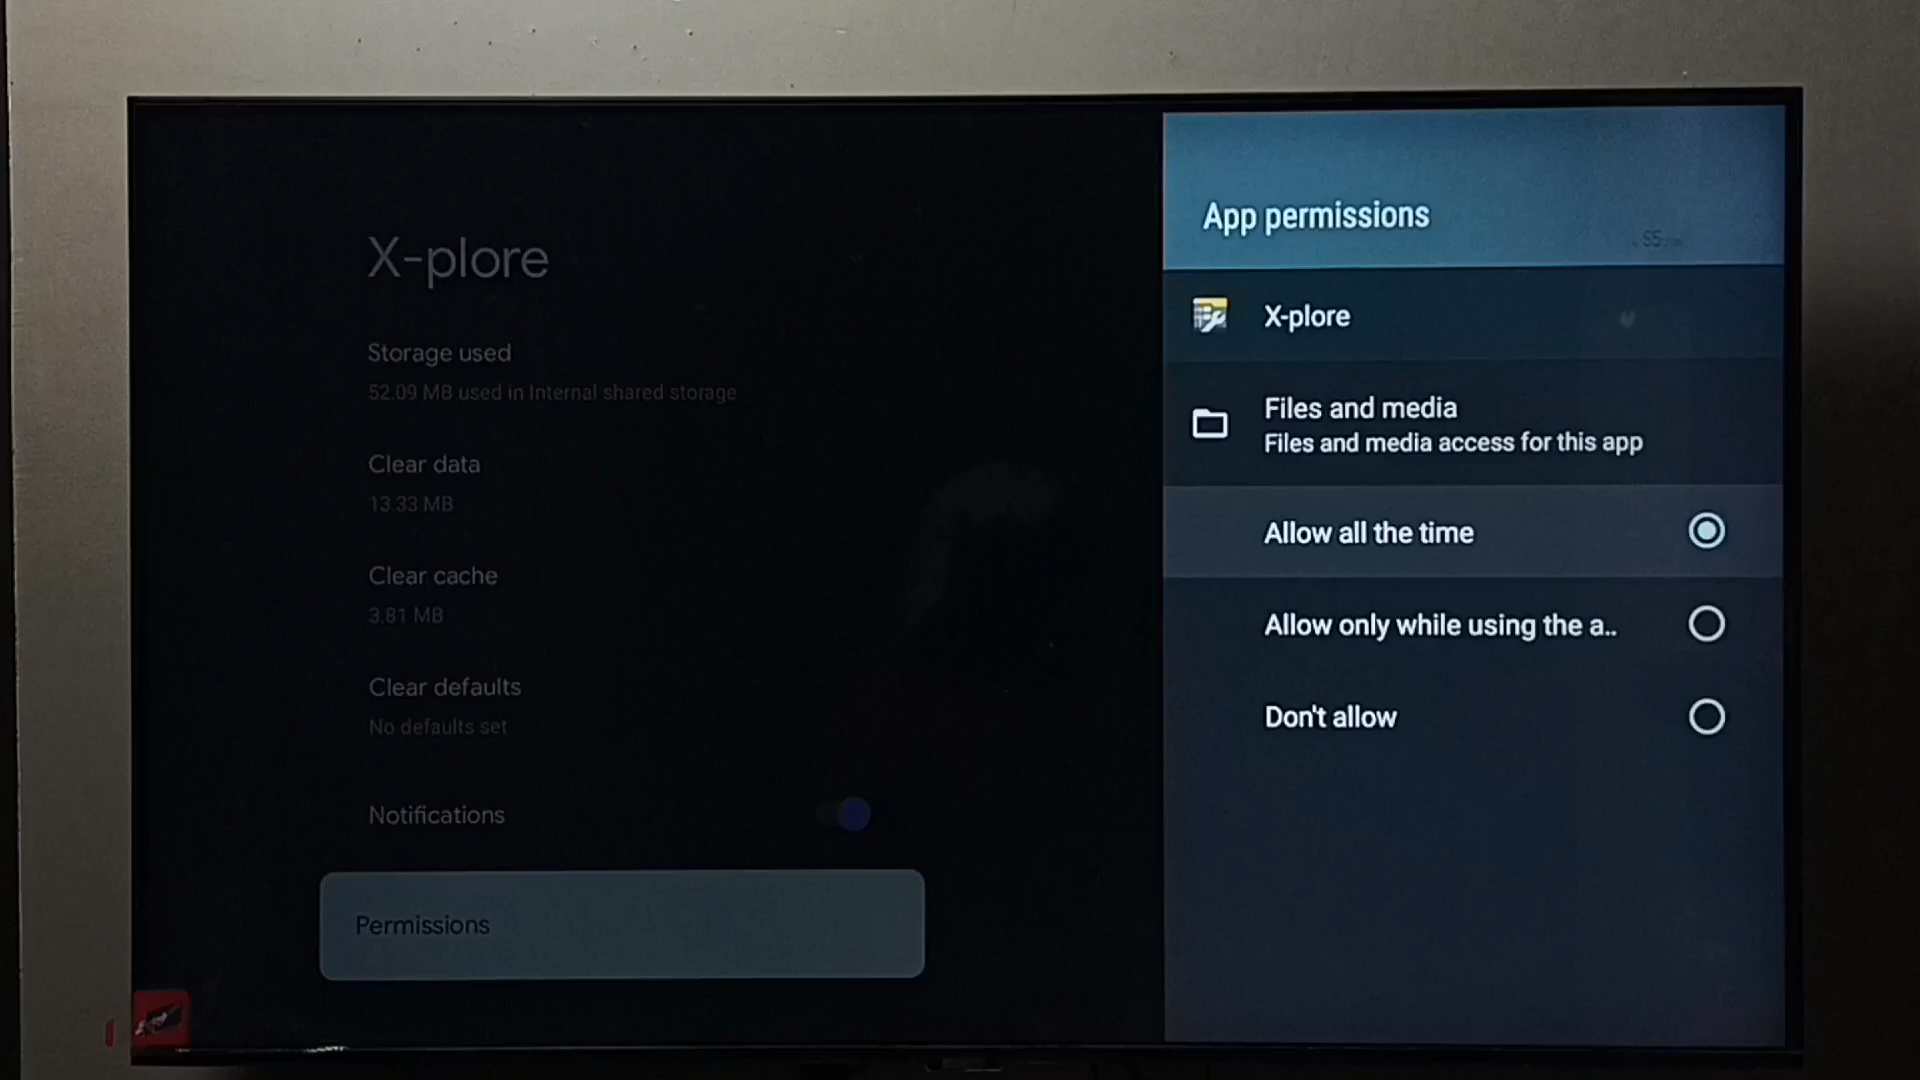 X-plore
Storage used
52.09 MB used in Internal shared storage
Clear data
13.33 MB
Clear cache
3.81 MB
Clear defaults
No defaults set
Notifications
Permissions
App permissions
X-plore
Files and media
Files and media access for this app
Allow all the time
Allow only while using the a..
Don't allow